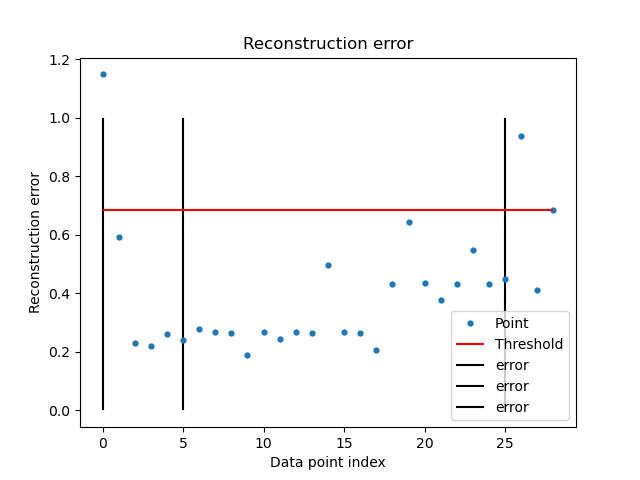 Reconstruction error
1.2
1.0
0.8
0.6
0.4
0.2
0.0
Reconstruction error
0 5 10 15 20 25
Data point index
Point
Threshold
error
error
error